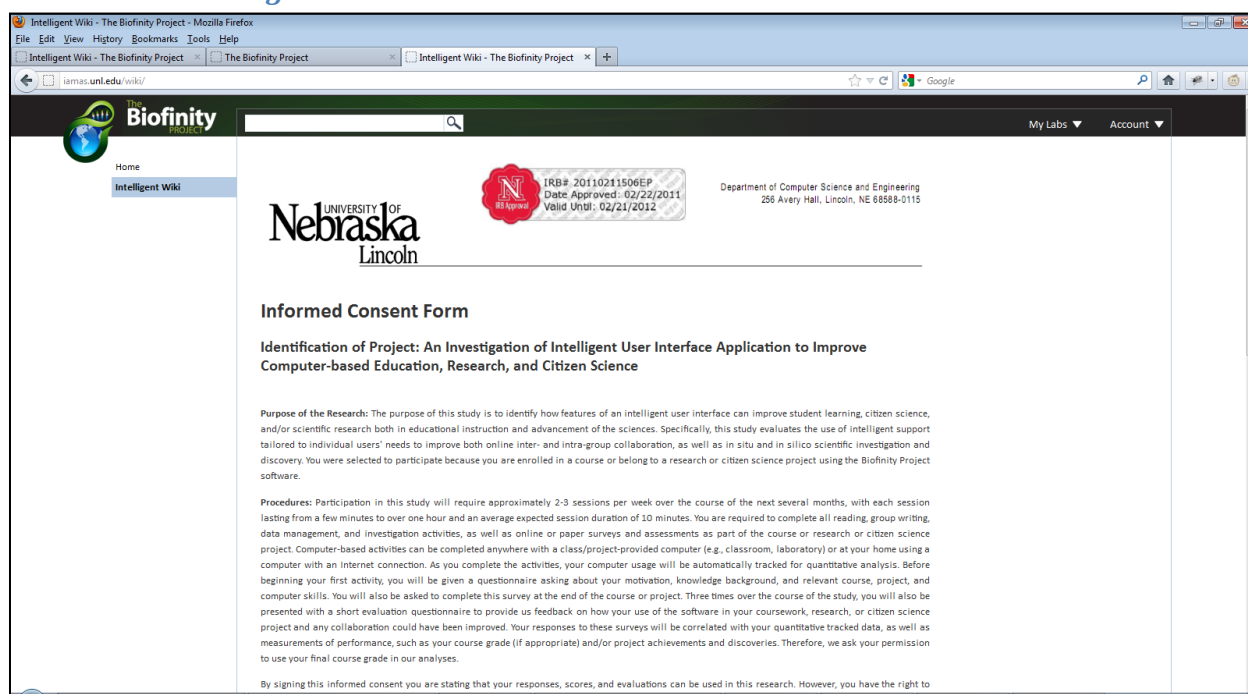 Intelligent Wiki - The Biofinity Project - Mozilla Firefox
File Edit View History Bookmarks Tools Help
Intelligent Wiki - The Biofinity Project
The Biofinity Project
Intelligent Wiki - The Biofinity Project
iamas.unl.edu/wiki/
Google
The
Biofinity
PROJECT
My Labs
Account
Home
Intelligent Wiki
UNIVERSITY OF
Nebraska
Lincoln
N
IRB Approval
IRB# 20110211506EP
Date Approved: 02/22/2011
Valid Until: 02/21/2012
Department of Computer Science and Engineering
256 Avery Hall, Lincoln, NE 68588-0115
Informed Consent Form
Identification of Project: An Investigation of Intelligent User Interface Application to Improve
Computer-based Education, Research, and Citizen Science
Purpose of the Research: The purpose of this study is to identify how features of an intelligent user interface can improve student learning, citizen science,
and/or scientific research both in educational instruction and advancement of the sciences. Specifically, this study evaluates the use of intelligent support
tailored to individual users' needs to improve both online inter- and intra-group collaboration, as well as in situ and in silico scientific investigation and
discovery. You were selected to participate because you are enrolled in a course or belong to a research or citizen science project using the Biofinity Project
software.
Procedures: Participation in this study will require approximately 2-3 sessions per week over the course of the next several months, with each session
lasting from a few minutes to over one hour and an average expected session duration of 10 minutes. You are required to complete all reading, group writing,
data management, and investigation activities, as well as online or paper surveys and assessments as part of the course or research or citizen science
project. Computer-based activities can be completed anywhere with a class/project-provided computer (e.g., classroom, laboratory) or at your home using a
computer with an Internet connection. As you complete the activities, your computer usage will be automatically tracked for quantitative analysis. Before
beginning your first activity, you will be given a questionnaire asking about your motivation, knowledge background, and relevant course, project, and
computer skills. You will also be asked to complete this survey at the end of the course or project. Three times over the course of the study, you will also be
presented with a short evaluation questionnaire to provide us feedback on how your use of the software in your coursework, research, or citizen science
project and any collaboration could have been improved. Your responses to these surveys will be correlated with your quantitative tracked data, as well as
measurements of performance, such as your course grade (if appropriate) and/or project achievements and discoveries. Therefore, we ask your permission
to use your final course grade in our analyses.
By signing this informed consent you are stating that your responses, scores, and evaluations can be used in this research. However, you have the right to